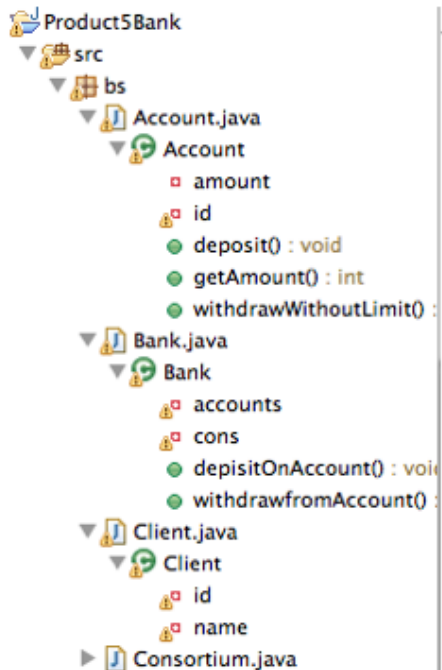 Product5Bank
src
bs
Account.java
Account
amount
id
deposit() : void
getAmount() : int
withdrawWithoutLimit() :
Bank.java
Bank
accounts
cons
depisitOnAccount() : voi
withdrawfromAccount() :
Client.java
Client
id
name
Consortium.java